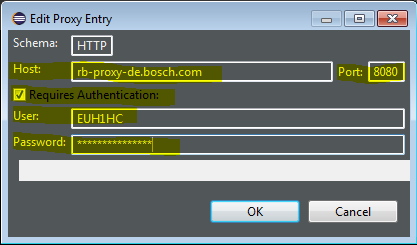 Edit Proxy Entry
Schema: HTTP
Host: rb-proxy-de.bosch.com Port: 8080
Requires Authentication:
User: EUH1HC
Password: ***************
OK Cancel